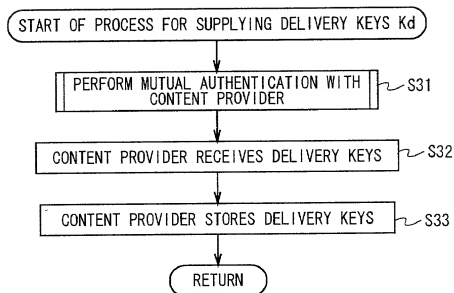 START OF PROCESS FOR SUPPLYING DELIVERY KEYS Kd
PERFORM MUTUAL AUTHENTICATION WITH
CONTENT PROVIDER
S31
CONTENT PROVIDER RECEIVES DELIVERY KEYS
S32
CONTENT PROVIDER STORES DELIVERY KEYS
S33
RETURN